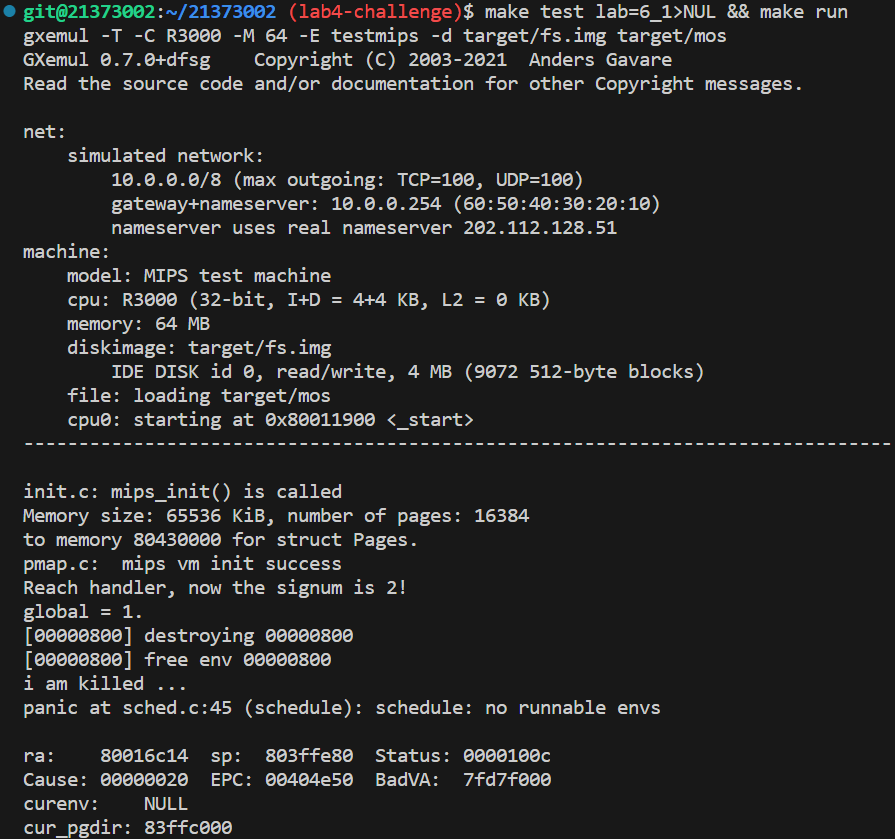 git@21373002:~/21373002 (lab4-challenge)$ make test lab=6_1>NUL && make run
gxemul -T -C R3000 -M 64 -E testmips -d target/fs.img target/mos
GXemul 0.7.0+dfsg    Copyright (C) 2003-2021  Anders Gavare
Read the source code and/or documentation for other Copyright messages.

net:
    simulated network:
        10.0.0.0/8 (max outgoing: TCP=100, UDP=100)
        gateway+nameserver: 10.0.0.254 (60:50:40:30:20:10)
        nameserver uses real nameserver 202.112.128.51
machine:
    model: MIPS test machine
    cpu: R3000 (32-bit, I+D = 4+4 KB, L2 = 0 KB)
    memory: 64 MB
    diskimage: target/fs.img
        IDE DISK id 0, read/write, 4 MB (9072 512-byte blocks)
    file: loading target/mos
    cpu0: starting at 0x80011900 <_start>
-------------------------------------------------------------------------------

init.c: mips_init() is called
Memory size: 65536 KiB, number of pages: 16384
to memory 80430000 for struct Pages.
pmap.c:  mips vm init success
Reach handler, now the signum is 2!
global = 1.
[00000800] destroying 00000800
[00000800] free env 00000800
i am killed ...
panic at sched.c:45 (schedule): schedule: no runnable envs

ra:    80016c14  sp:  803ffe80  Status: 0000100c
Cause: 00000020  EPC: 00404e50  BadVA:  7fd7f000
curenv:    NULL
cur_pgdir: 83ffc000